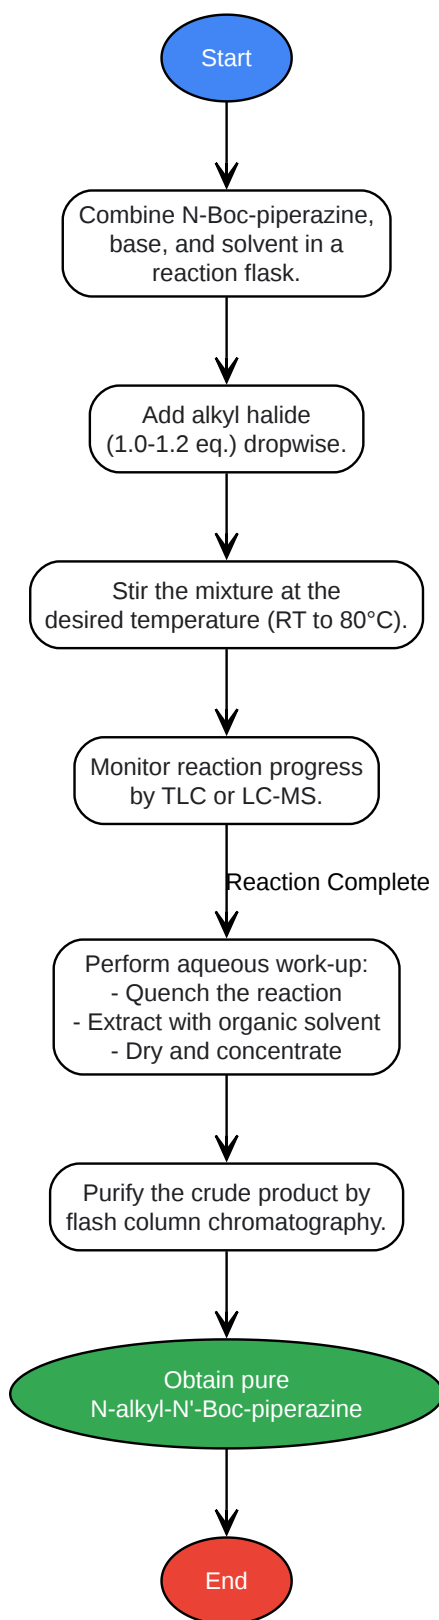 Start
Combine N-Boc-piperazine,
base, and solvent in a
reaction flask.
Add alkyl halide
(1.0-1.2 eq.) dropwise.
Stir the mixture at the
desired temperature (RT to 80°C).
Monitor reaction progress
by TLC or LC-MS.
Reaction Complete
Perform aqueous work-up:
- Quench the reaction
- Extract with organic solvent
- Dry and concentrate
Purify the crude product by
flash column chromatography.
Obtain pure
N-alkyl-N'-Boc-piperazine
End